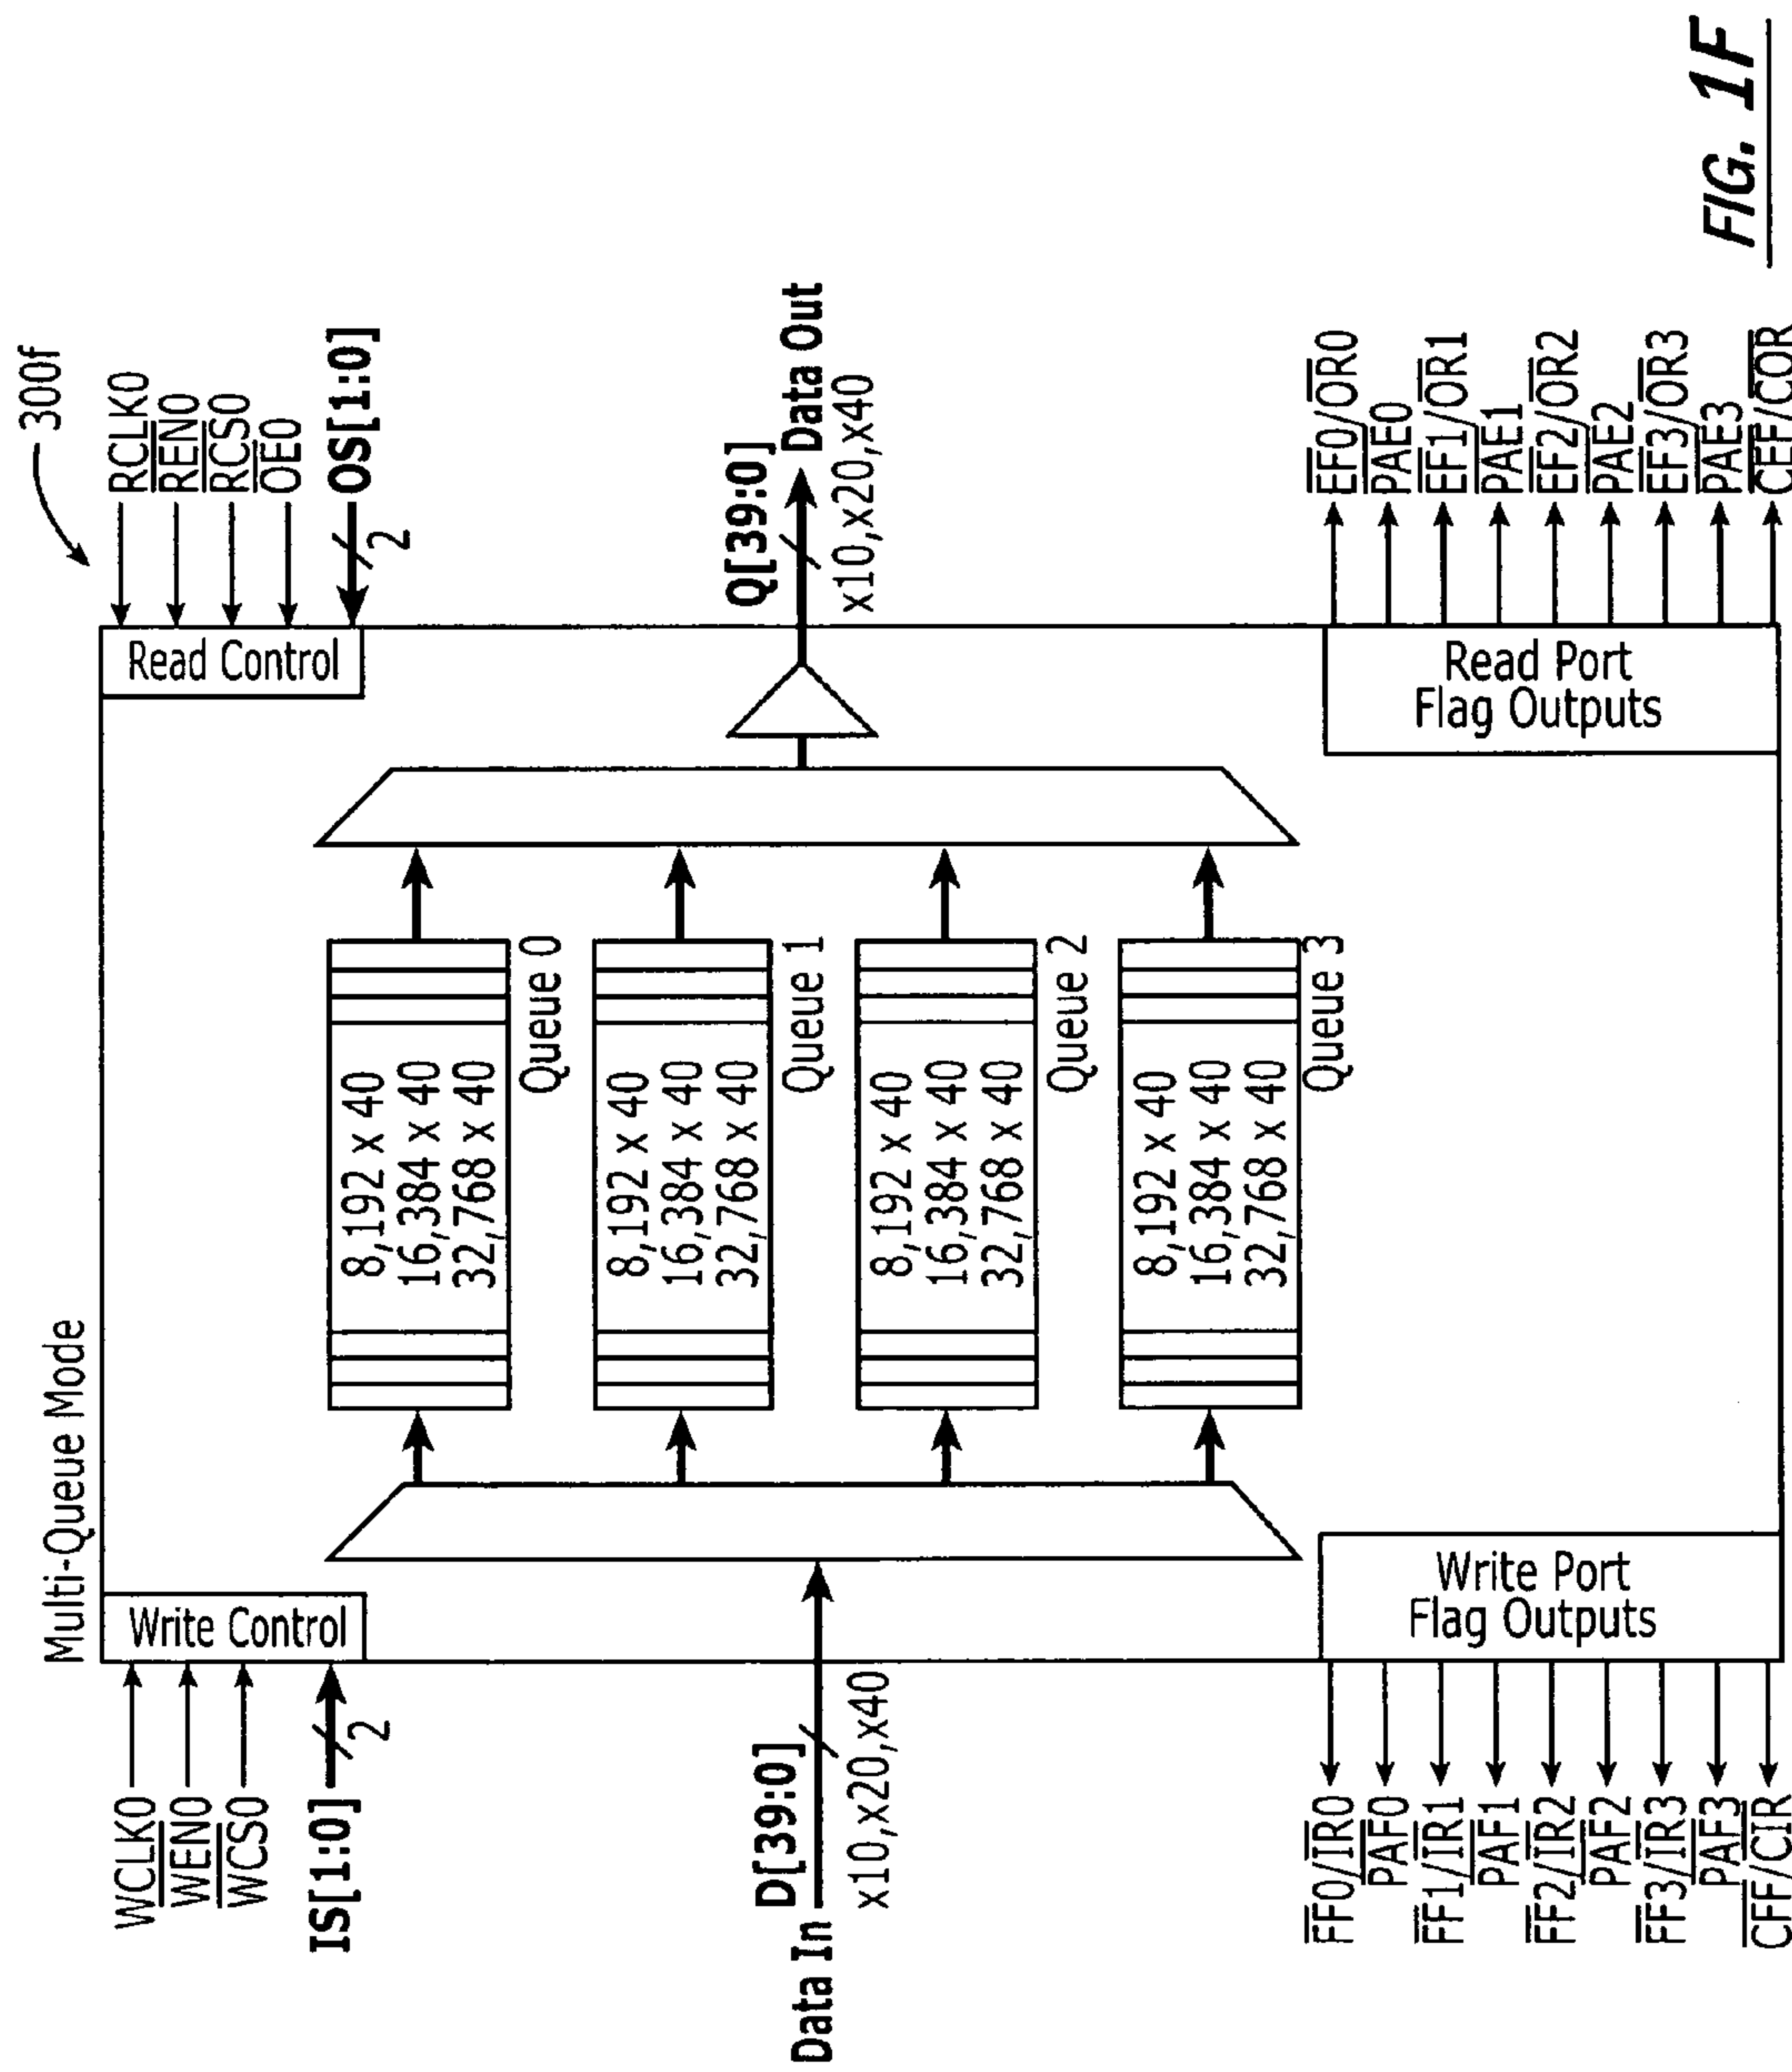 Multi-Queue Mode
300f
WCLK0
WEN0
WCS0
IS[1:0]
2
Write Control
Read Control
RCLK0
REN0
RCS0
OE0
OS[1:0]
2
8,192 x 40
16,384 x 40
32,768 x 40
Queue 0
8,192 x 40
16,384 x 40
32,768 x 40
Queue 1
8,192 x 40
16,384 x 40
32,768 x 40
Queue 2
8,192 x 40
16,384 x 40
32,768 x 40
Queue 3
Data In
D[39:0]
x10,x20,x40
Q[39:0]
Data Out
x10,x20,x40
FF0/IR0
PAF0
FF1/IR1
PAF1
FF2/IR2
PAF2
FF3/IR3
PAF3
CFF/CIR
Write Port
Flag Outputs
Read Port
Flag Outputs
EF0/OR0
PAE0
EF1/OR1
PAE1
EF2/OR2
PAE2
EF3/OR3
PAE3
CEF/COR
FIG. 1F